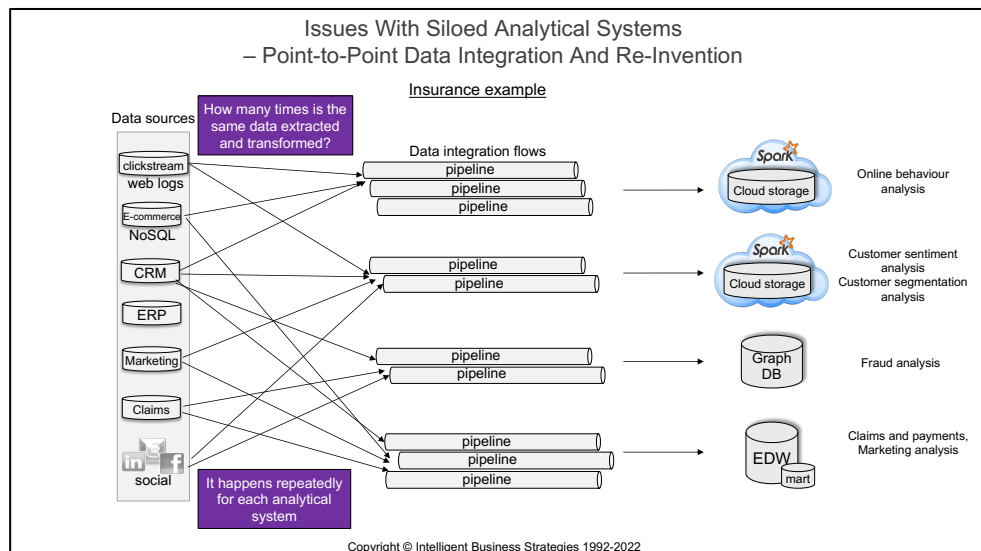 Issues With Siloed Analytical Systems
– Point-to-Point Data Integration And Re-Invention
Insurance example
How many times is the
same data extracted
and transformed?
Data sources
clickstream
web logs
E-commerce
NoSQL
CRM
ERP
Marketing
Claims
in
f
social
It happens repeatedly
for each analytical
system
Data integration flows
pipeline
pipeline
pipeline
pipeline
pipeline
pipeline
pipeline
pipeline
pipeline
pipeline
Spark
Cloud storage
Online behaviour
analysis
Spark
Cloud storage
Customer sentiment
analysis
Customer segmentation
analysis
Graph
DB
Fraud analysis
EDW
mart
Claims and payments,
Marketing analysis
Copyright © Intelligent Business Strategies 1992-2022